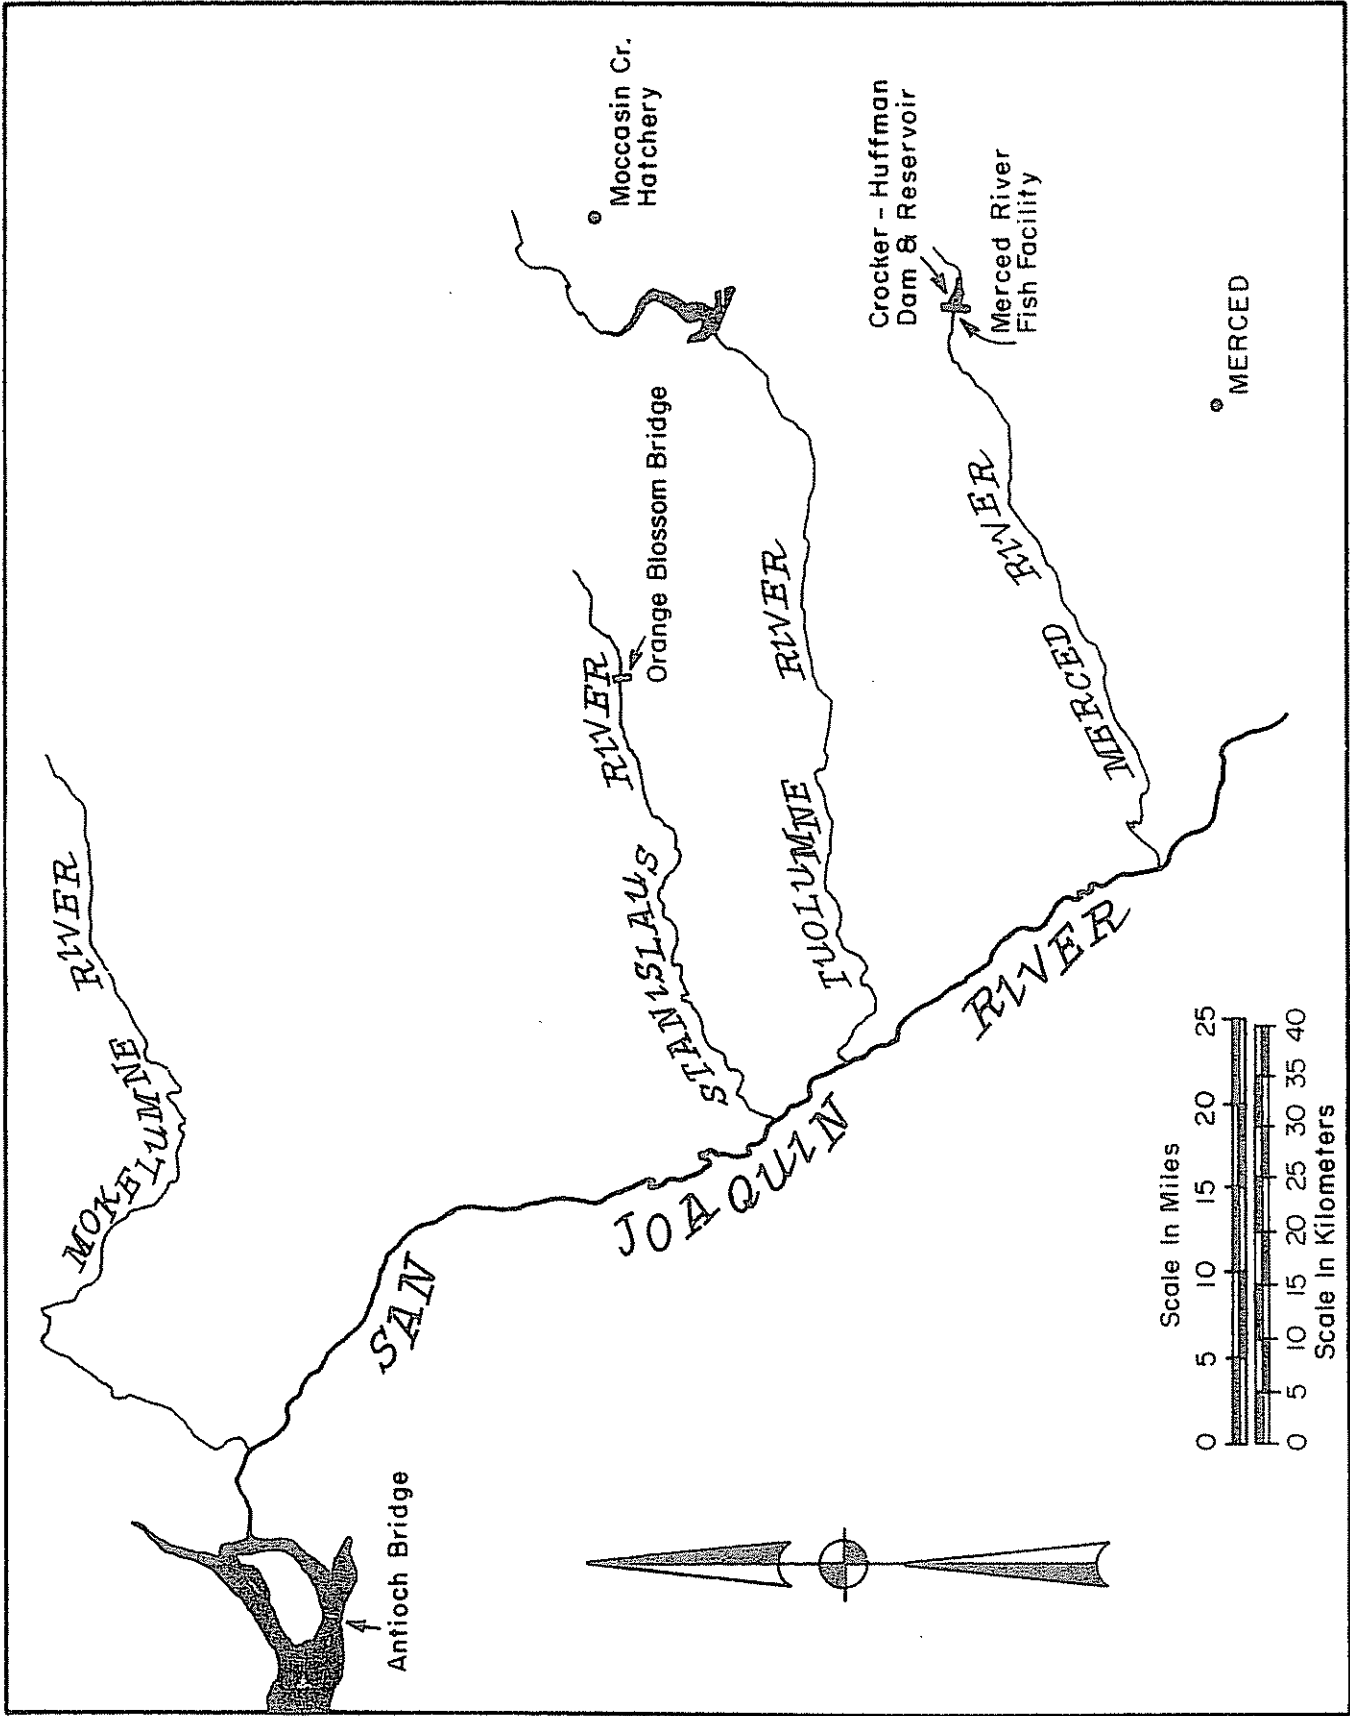 MOKELUMNE RIVER
Moccasin Cr.
Hatchery
STANISLAUS RIVER
Orange Blossom Bridge
TUOLUMNE RIVER
Crocker - Huffman
Dam & Reservoir
Merced River
Fish Facility
MERCED RIVER
MERCED
SAN JOAQUIN RIVER
Antioch Bridge
Scale In Miles
0 5 10 15 20 25
0 5 10 15 20 25 30 35 40
Scale In Kilometers